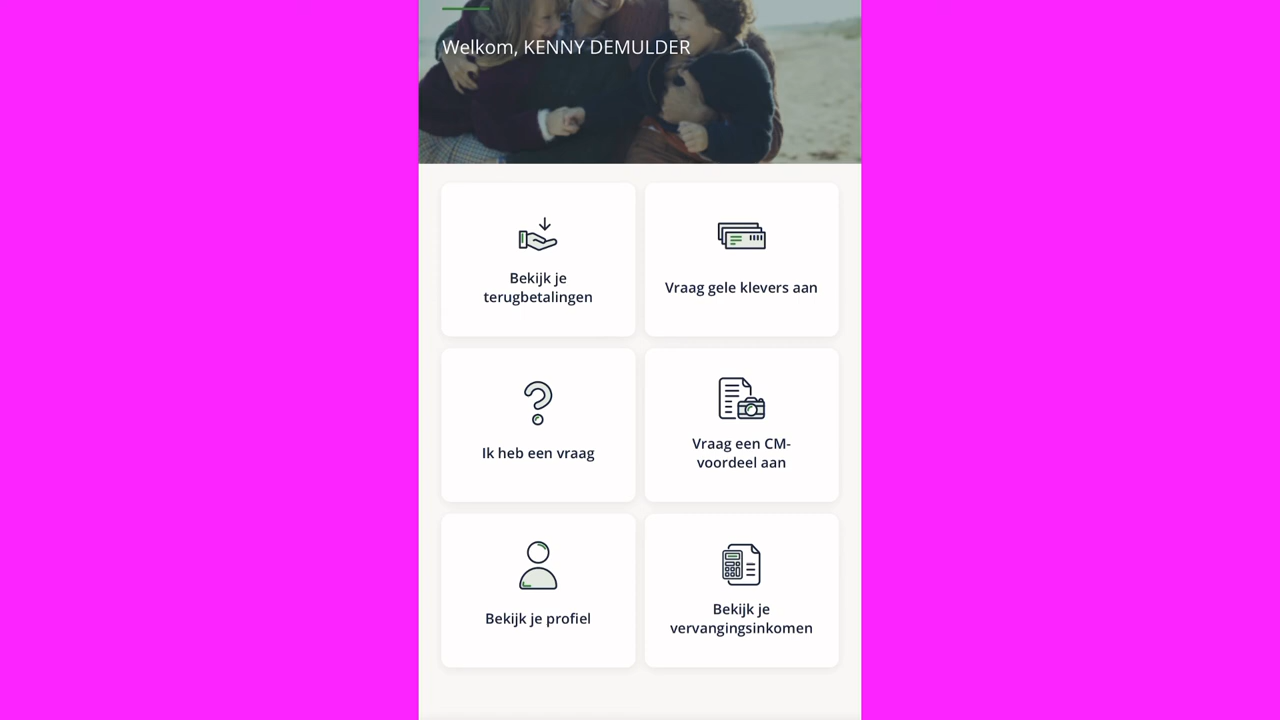 Welkom, KENNY DEMULDER
Bekijk je
terugbetalingen
Vraag gele klevers aan
Ik heb een vraag
Vraag een CM-
voordeel aan
Bekijk je profiel
Bekijk je
vervangingsinkomen